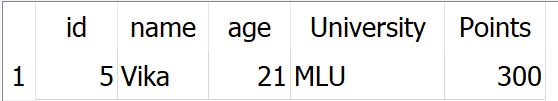 id name age University Points
1 5 Vika 21 MLU 300